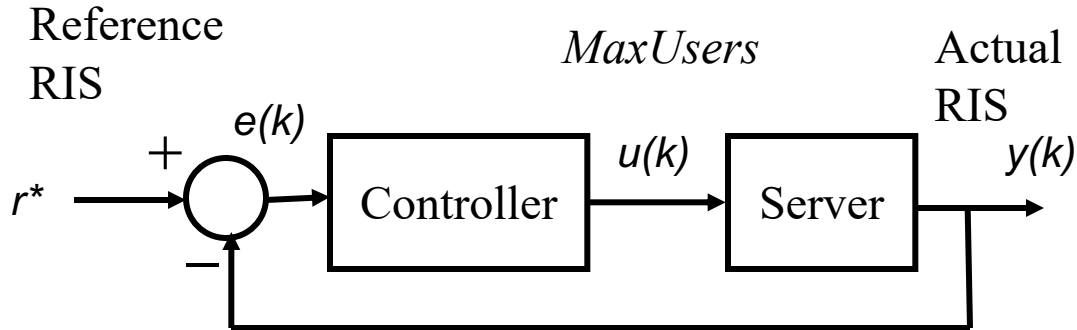 Reference
RIS
MaxUsers
Actual
RIS
e(k)
u(k)
y(k)
+
r*
Controller
Server
−